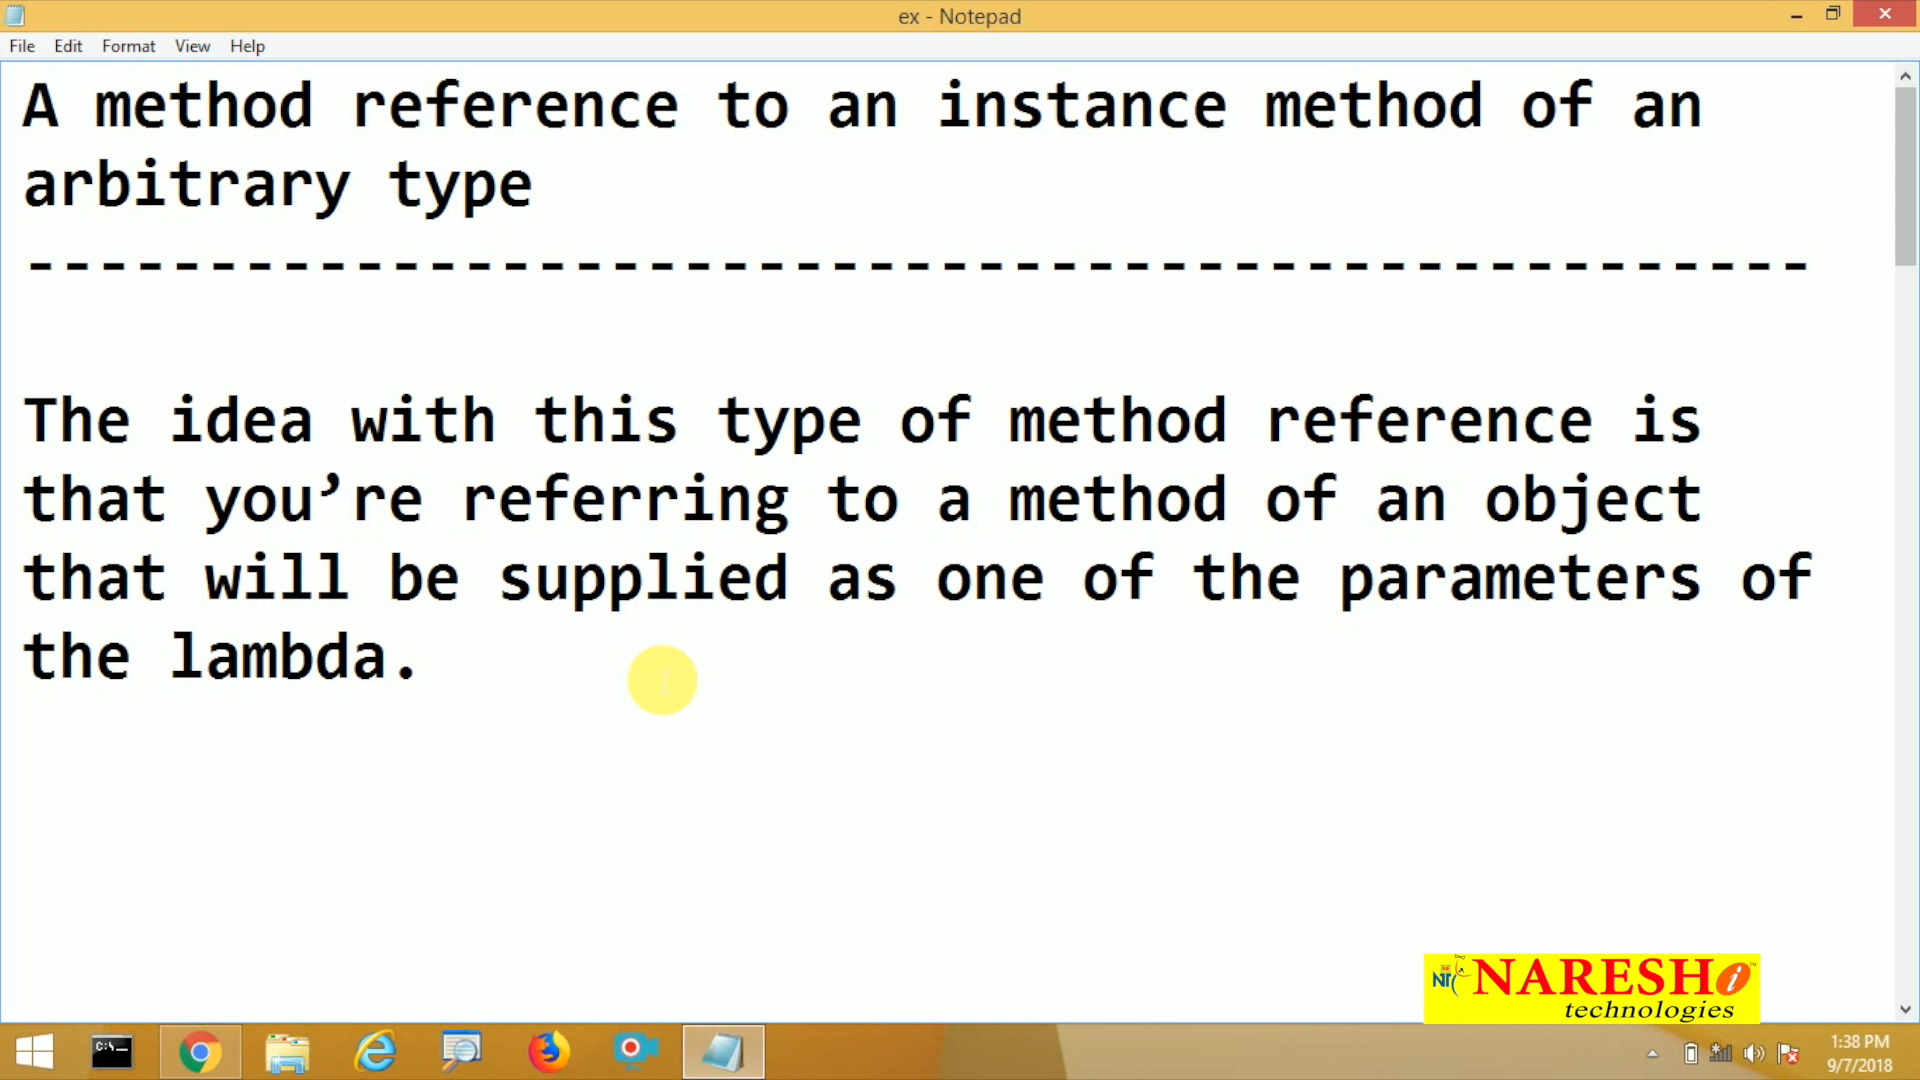 ex - Notepad
File Edit Format View Help
A method reference to an instance method of an
arbitrary type
-------------------------------------------------
The idea with this type of method reference is
that you’re referring to a method of an object
that will be supplied as one of the parameters of
the lambda.
NARESH i
technologies
1:38 PM
9/7/2018